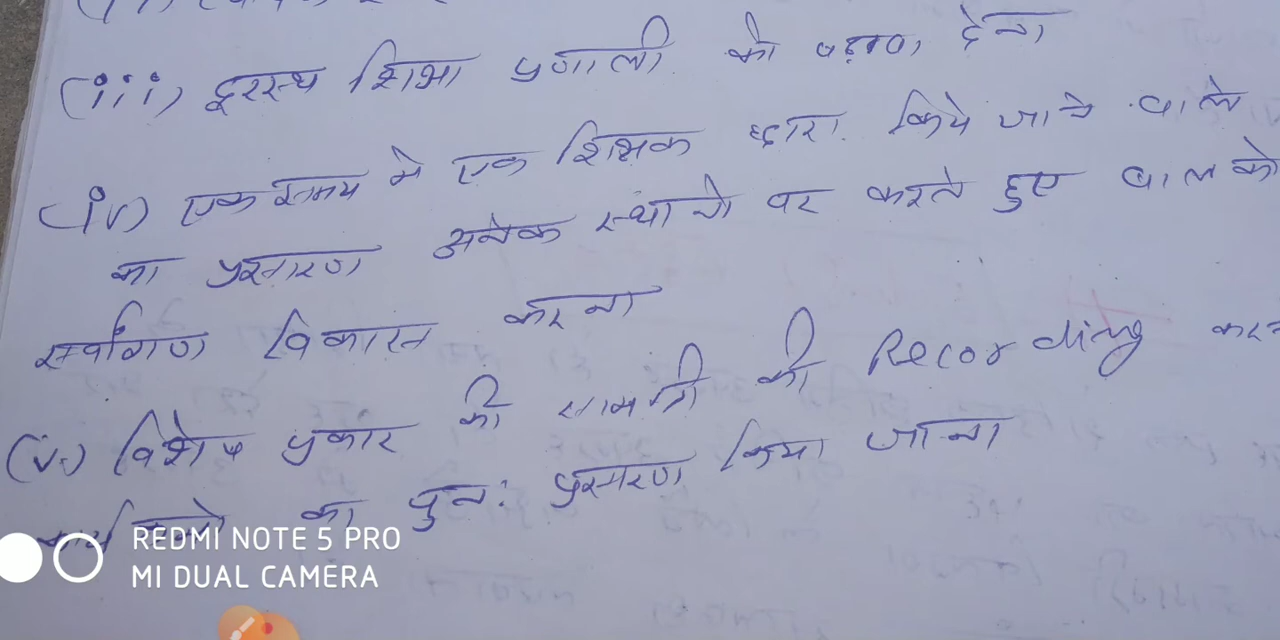 (iii) दूरस्थ शिक्षा प्रणाली को बढ़ावा देना
(iv) एक समय मे एक शिक्षक द्वारा किये जाने वाले
का प्रसारण अनेक स्थानो पर करते हुए बालको
सर्वांगिण विकास करना
(v) विशेष प्रकार की सामग्री की Recording कर
का पुनः प्रसारण किया जाना
REDMI NOTE 5 PRO
MI DUAL CAMERA